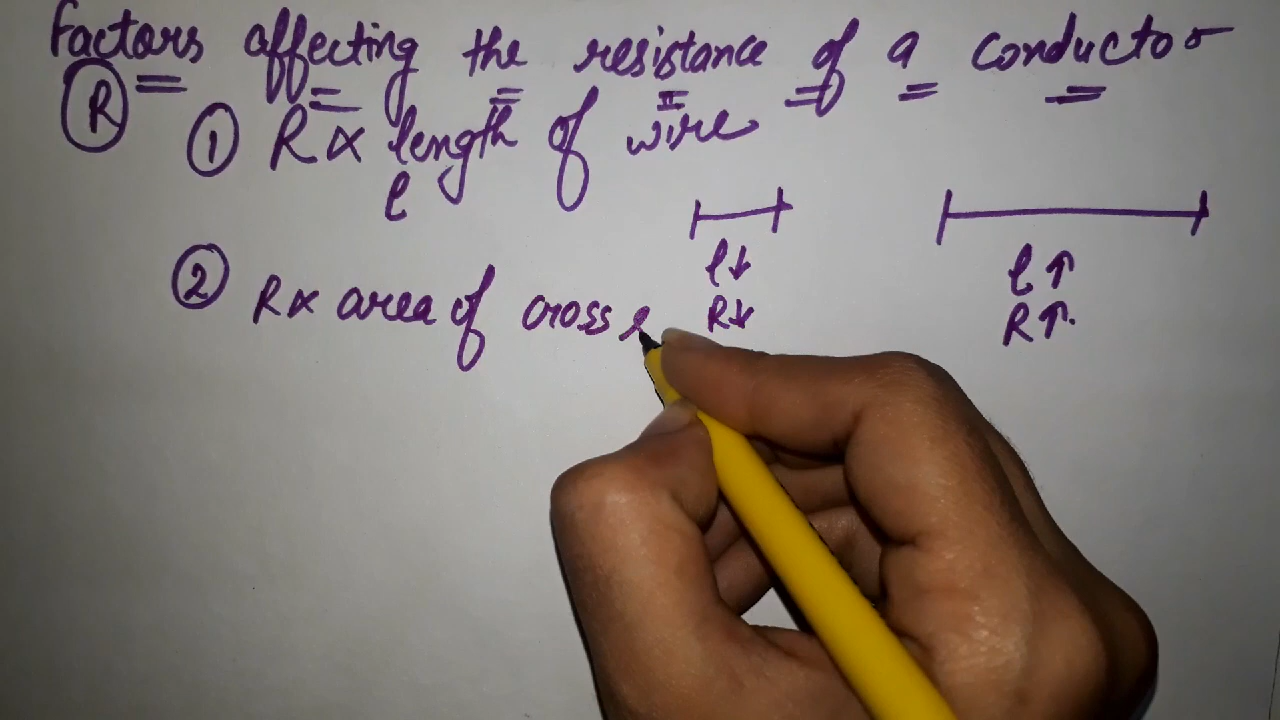 Factors affecting the resistance of a conductor
R
① R ∝ length of wire
l
l↓
R↓
l↑
R↑
② R ∝ area of cross s